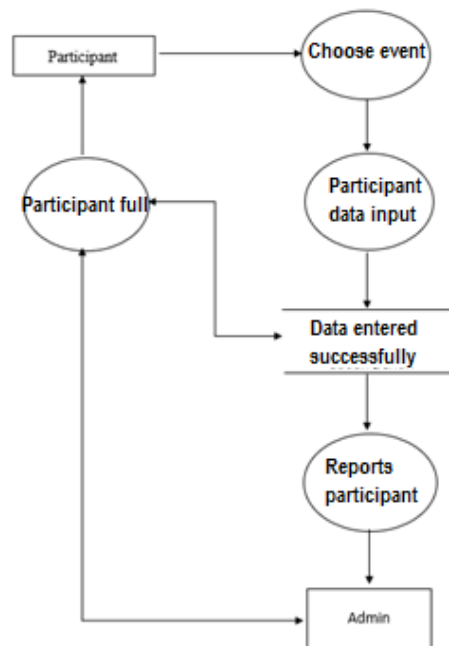 Participant
Choose event
Participant full
Participant
data input
Data entered
successfully
Reports
participant
Admin